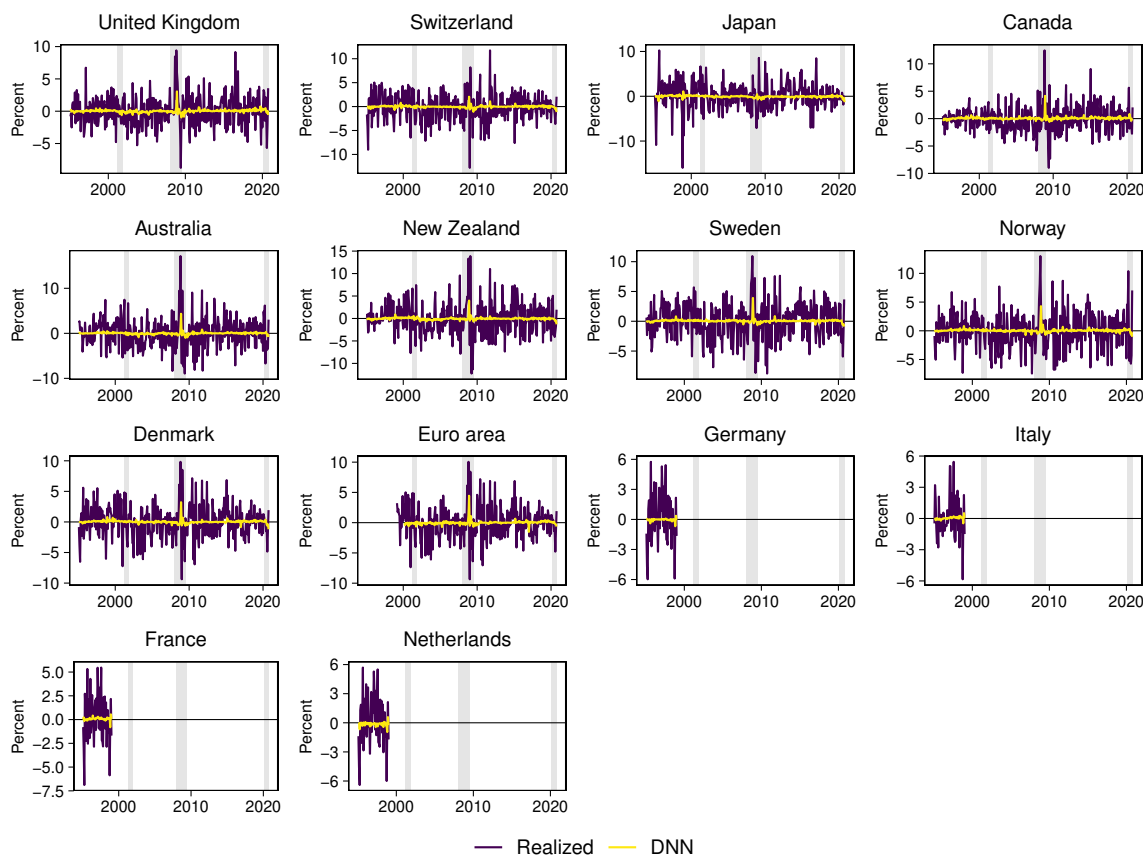 United Kingdom
Switzerland
Japan
Canada
Percent
10
5
0
−5
2000 2010 2020
10
5
0
−5
−10
2000 2010 2020
10
0
−10
2000 2010 2020
Percent
10
5
0
−5
−10
2000 2010 2020
Australia
New Zealand
Sweden
Norway
Percent
10
0
−10
2000 2010 2020
Percent
15
10
5
0
−5
−10
2000 2010 2020
Percent
10
5
0
−5
2000 2010 2020
Percent
10
5
0
−5
2000 2010 2020
Denmark
Euro area
Germany
Italy
Percent
10
5
0
−5
−10
2000 2010 2020
Percent
10
5
0
−5
−10
2000 2010 2020
Percent
6
3
0
−3
−6
2000 2010 2020
Percent
6
3
0
−3
−6
2000 2010 2020
France
Netherlands
Percent
5.0
2.5
0.0
−2.5
−5.0
−7.5
2000 2010 2020
Percent
6
3
0
−3
−6
2000 2010 2020
Realized DNN